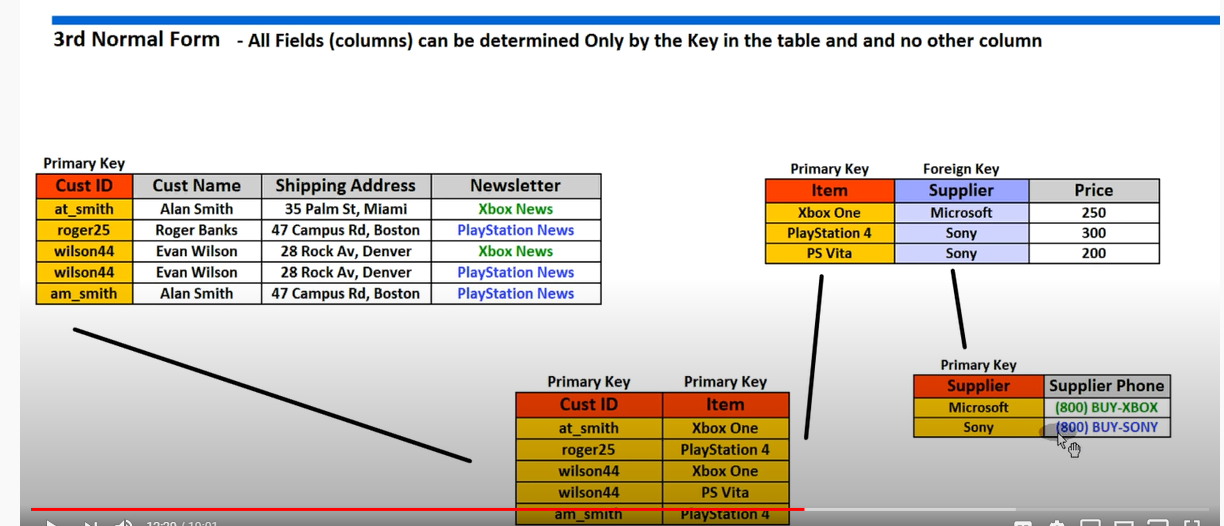 3rd Normal Form - All Fields (columns) can be determined Only by the Key in the table and and no other column
Primary Key
Cust ID Cust Name Shipping Address Newsletter
at_smith Alan Smith 35 Palm St, Miami Xbox News
roger25 Roger Banks 47 Campus Rd, Boston PlayStation News
wilson44 Evan Wilson 28 Rock Av, Denver Xbox News
wilson44 Evan Wilson 28 Rock Av, Denver PlayStation News
am_smith Alan Smith 47 Campus Rd, Boston PlayStation News
Primary Key Foreign Key
Item Supplier Price
Xbox One Microsoft 250
PlayStation 4 Sony 300
PS Vita Sony 200
Primary Key Primary Key
Cust ID Item
at_smith Xbox One
roger25 PlayStation 4
wilson44 Xbox One
wilson44 PS Vita
am_smith PlayStation 4
Primary Key
Supplier Supplier Phone
Microsoft (800) BUY-XBOX
Sony (800) BUY-SONY